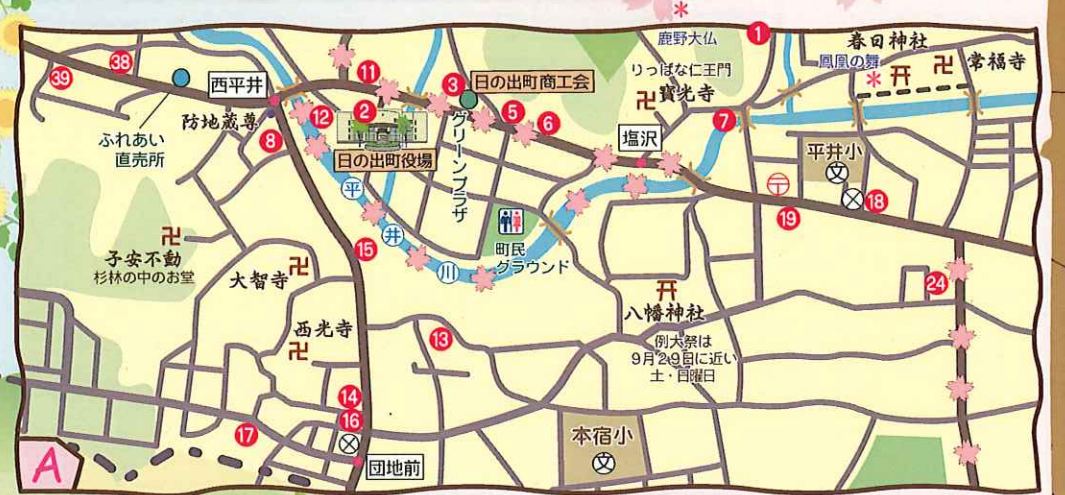 鹿野大仏
1
春日神社
鳳凰の舞
常福寺
39
38
西平井
11
3
日の出町商工会
りっぱな仁王門
寶光寺
ふれあい
直売所
防地蔵尊
8
12
2
日の出町役場
グリーンプラザ
5
6
塩沢
7
平井小
文
18
19
平
井
川
町民
グラウンド
子安不動
杉林の中のお堂
15
大智寺
西光寺
13
八幡神社
例大祭は
9月29日に近い
土・日曜日
24
14
16
17
団地前
本宿小
文
A